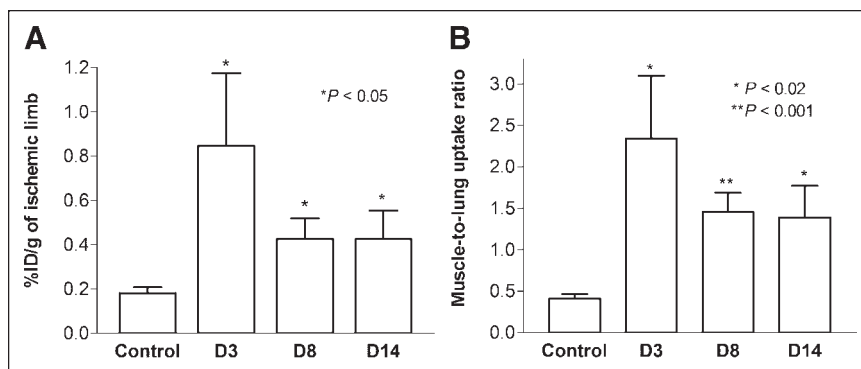 A
%ID/g of ischemic limb
1.2
1.0
0.8
0.6
0.4
0.2
0.0
*
*
*
*P < 0.05
Control D3 D8 D14
B
Muscle-to-lung uptake ratio
3.0
2.5
2.0
1.5
1.0
0.5
0.0
*
**
*
* P < 0.02
**P < 0.001
Control D3 D8 D14